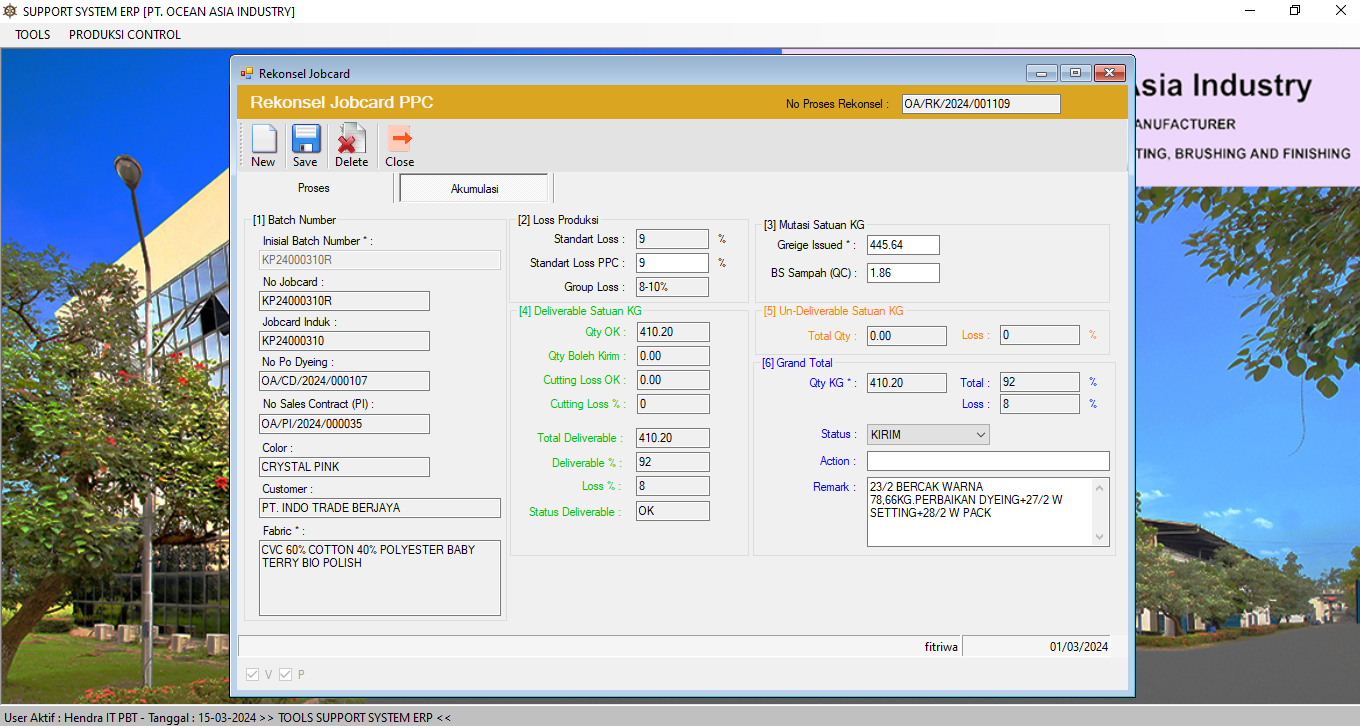 SUPPORT SYSTEM ERP [PT. OCEAN ASIA INDUSTRY]
TOOLS PRODUKSI CONTROL
Asia Industry
MANUFACTURER
TING, BRUSHING AND FINISHING
Rekonsel Jobcard
Rekonsel Jobcard PPC
No Proses Rekonsel : OA/RK/2024/001109
New Save Delete Close
Proses Akumulasi
[1] Batch Number
Inisial Batch Number * :
KP24000310R
No Jobcard :
KP24000310R
Jobcard Induk :
KP24000310
No Po Dyeing :
OA/CD/2024/000107
No Sales Contract (PI) :
OA/PI/2024/000035
Color :
CRYSTAL PINK
Customer :
PT. INDO TRADE BERJAYA
Fabric * :
CVC 60% COTTON 40% POLYESTER BABY
TERRY BIO POLISH
[2] Loss Produksi
Standart Loss : 9 %
Standart Loss PPC : 9 %
Group Loss : 8-10%
[3] Mutasi Satuan KG
Greige Issued * : 445.64
BS Sampah (QC) : 1.86
[4] Deliverable Satuan KG
Qty OK : 410.20
Qty Boleh Kirim : 0.00
Cutting Loss OK : 0.00
Cutting Loss % : 0
Total Deliverable : 410.20
Deliverable % : 92
Loss % : 8
Status Deliverable : OK
[5] Un-Deliverable Satuan KG
Total Qty : 0.00 Loss : 0 %
[6] Grand Total
Qty KG * : 410.20 Total : 92 %
Loss : 8 %
Status : KIRIM
Action :
Remark : 23/2 BERCAK WARNA
78,66KG.PERBAIKAN DYEING+27/2 W
SETTING+28/2 W PACK
fitriwa 01/03/2024
V P
User Aktif : Hendra IT PBT - Tanggal : 15-03-2024 >> TOOLS SUPPORT SYSTEM ERP <<